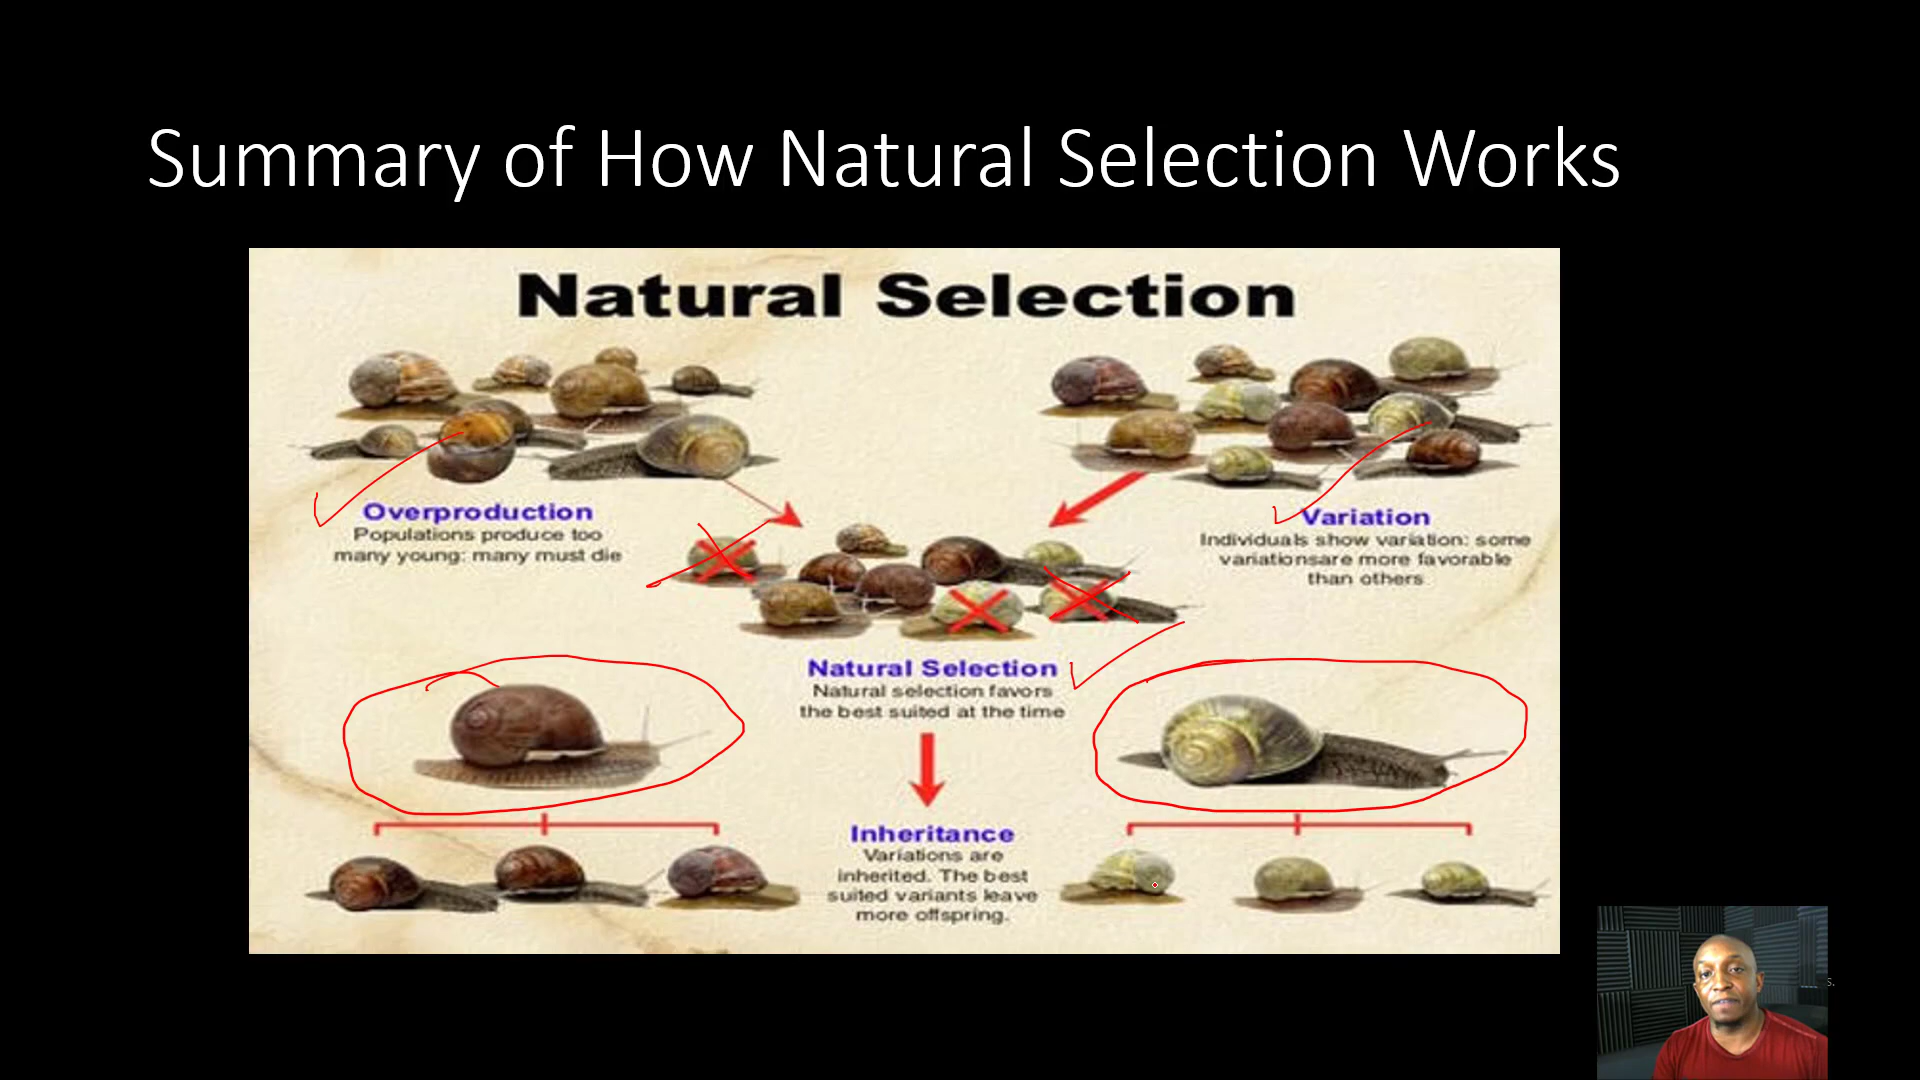 Summary of How Natural Selection Works
Natural Selection
Overproduction
Populations produce too
many young: many must die
Variation
Individuals show variation: some
variationsare more favorable
than others
Natural Selection
Natural selection favors
the best suited at the time
Inheritance
Variations are
inherited. The best
suited variants leave
more offspring.